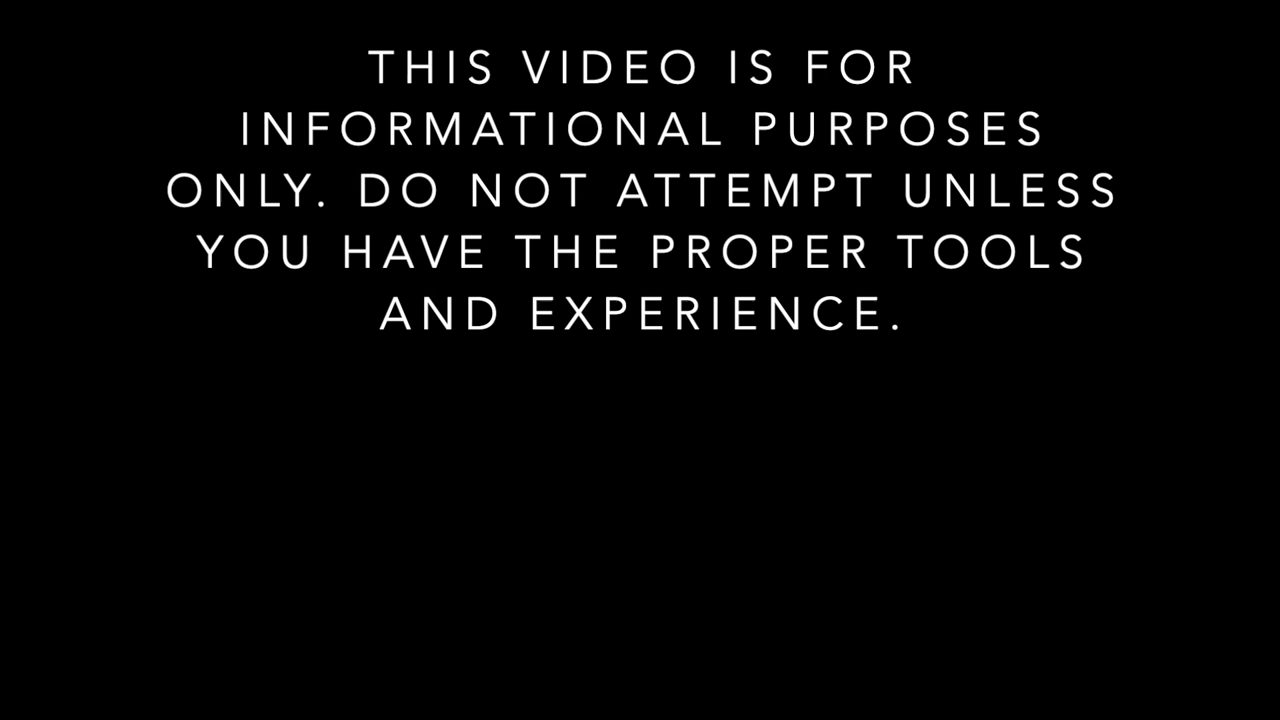 THIS VIDEO IS FOR
INFORMATIONAL PURPOSES
ONLY. DO NOT ATTEMPT UNLESS
YOU HAVE THE PROPER TOOLS
AND EXPERIENCE.